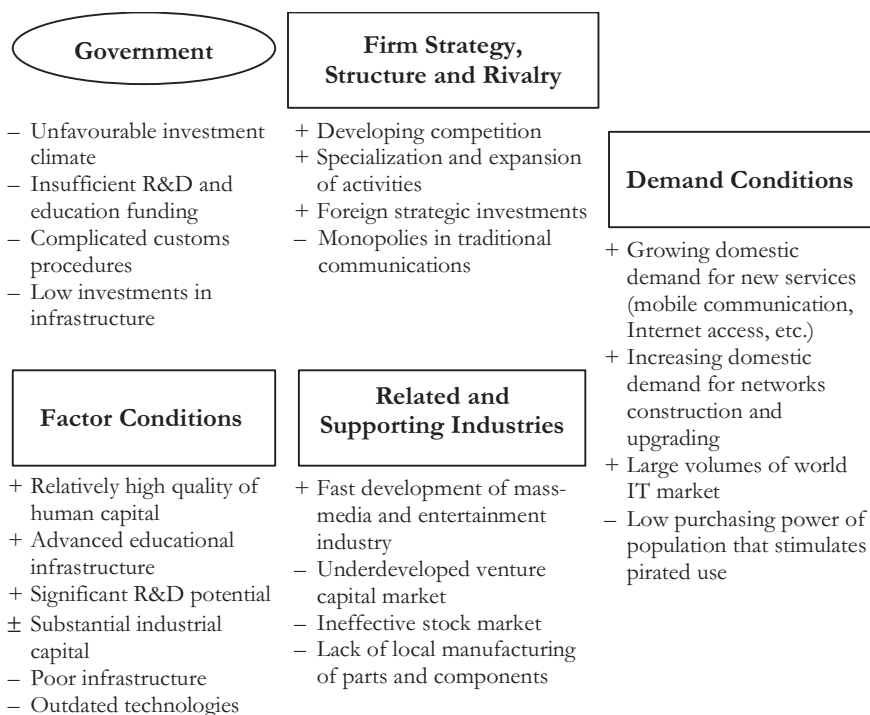 Government
– Unfavourable investment
climate
– Insufficient R&D and
education funding
– Complicated customs
procedures
– Low investments in
infrastructure
Firm Strategy,
Structure and Rivalry
+ Developing competition
+ Specialization and expansion
of activities
+ Foreign strategic investments
– Monopolies in traditional
communications
Demand Conditions
+ Growing domestic
demand for new services
(mobile communication,
Internet access, etc.)
+ Increasing domestic
demand for networks
construction and
upgrading
+ Large volumes of world
IT market
– Low purchasing power of
population that stimulates
pirated use
Factor Conditions
+ Relatively high quality of
human capital
+ Advanced educational
infrastructure
+ Significant R&D potential
± Substantial industrial
capital
– Poor infrastructure
– Outdated technologies
Related and
Supporting Industries
+ Fast development of mass-
media and entertainment
industry
– Underdeveloped venture
capital market
– Ineffective stock market
– Lack of local manufacturing
of parts and components